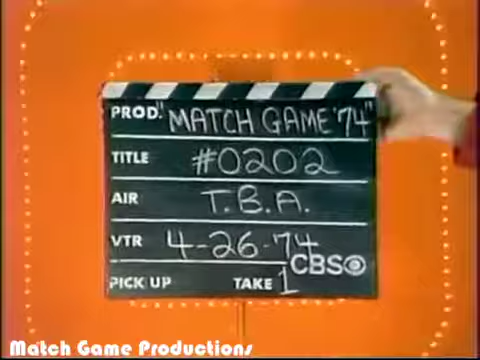 PROD. "MATCH GAME '74"
TITLE #0202
AIR T.B.A.
VTR 4-26-74
CBS
PICK UP TAKE 1
Match Game Productions